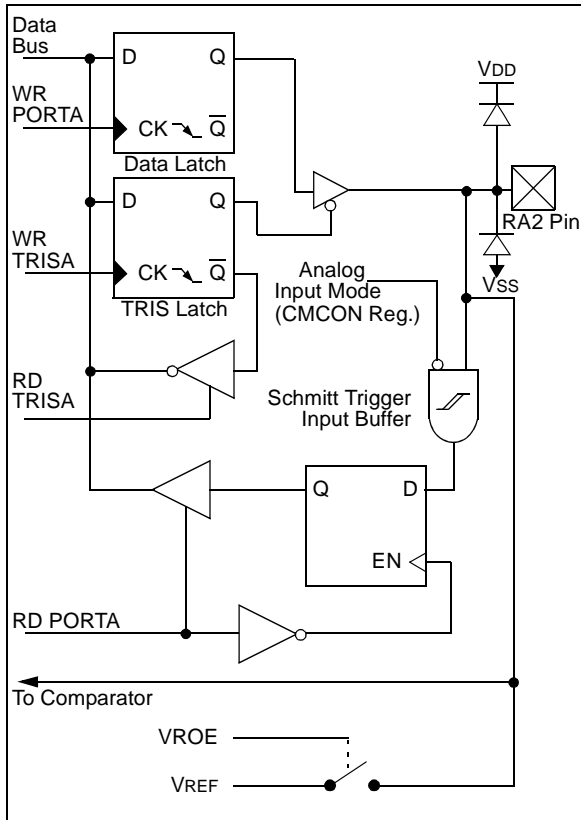 Data
Bus
D
Q
VDD
WR
PORTA
CK
Q
Data Latch
D
Q
RA2 Pin
WR
TRISA
CK
Q
Analog
Input Mode
(CMCON Reg.)
VSS
TRIS Latch
RD
TRISA
Schmitt Trigger
Input Buffer
Q
D
EN
RD PORTA
To Comparator
VROE
VREF